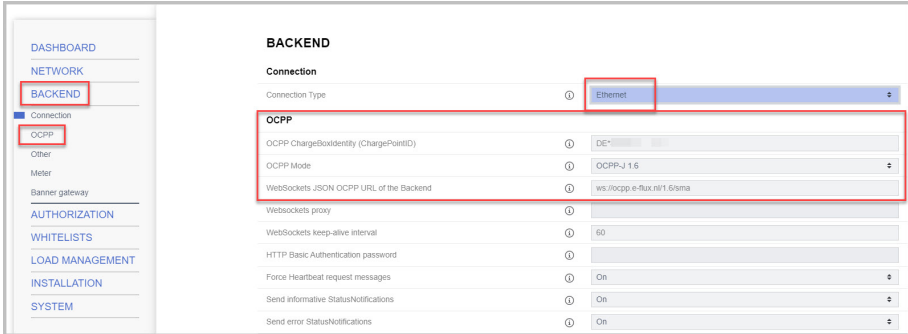 DASHBOARD
NETWORK
BACKEND
Connection
OCPP
Other
Meter
Banner gateway
AUTHORIZATION
WHITELISTS
LOAD MANAGEMENT
INSTALLATION
SYSTEM
BACKEND
Connection
Connection Type Ethernet
OCPP
OCPP ChargeBoxIdentity (ChargePointID) DE*
OCPP Mode OCPP-J 1.6
WebSockets JSON OCPP URL of the Backend ws://ocpp.e-flux.nl/1.6/sma
Websockets proxy
WebSockets keep-alive interval 60
HTTP Basic Authentication password
Force Heartbeat request messages On
Send informative StatusNotifications On
Send error StatusNotifications On